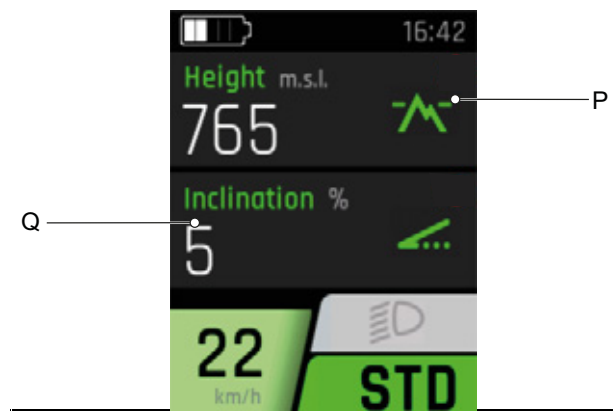 16:42
Height m.s.l.
765
P
Inclination %
Q
5
22
km/h
STD